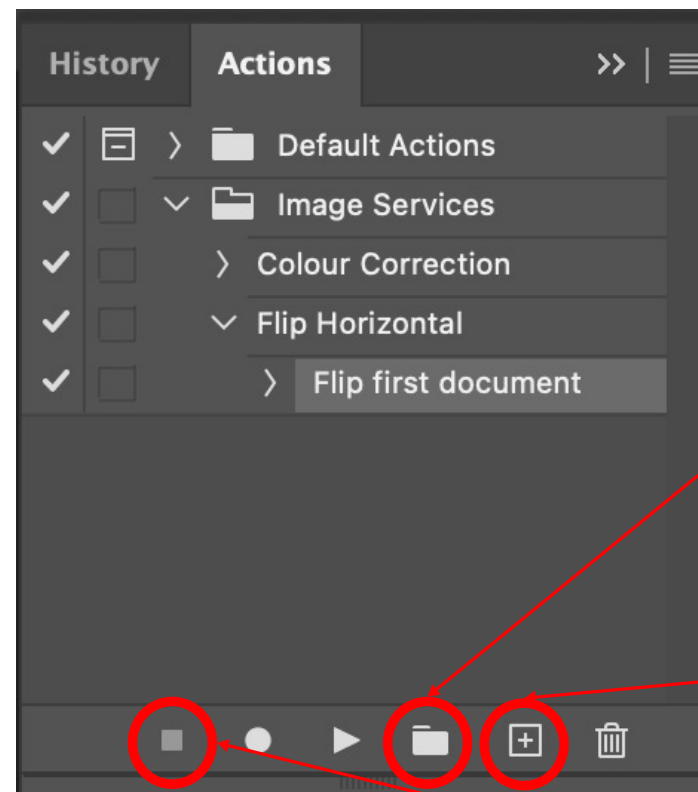 History Actions
Default Actions
Image Services
Colour Correction
Flip Horizontal
Flip first document